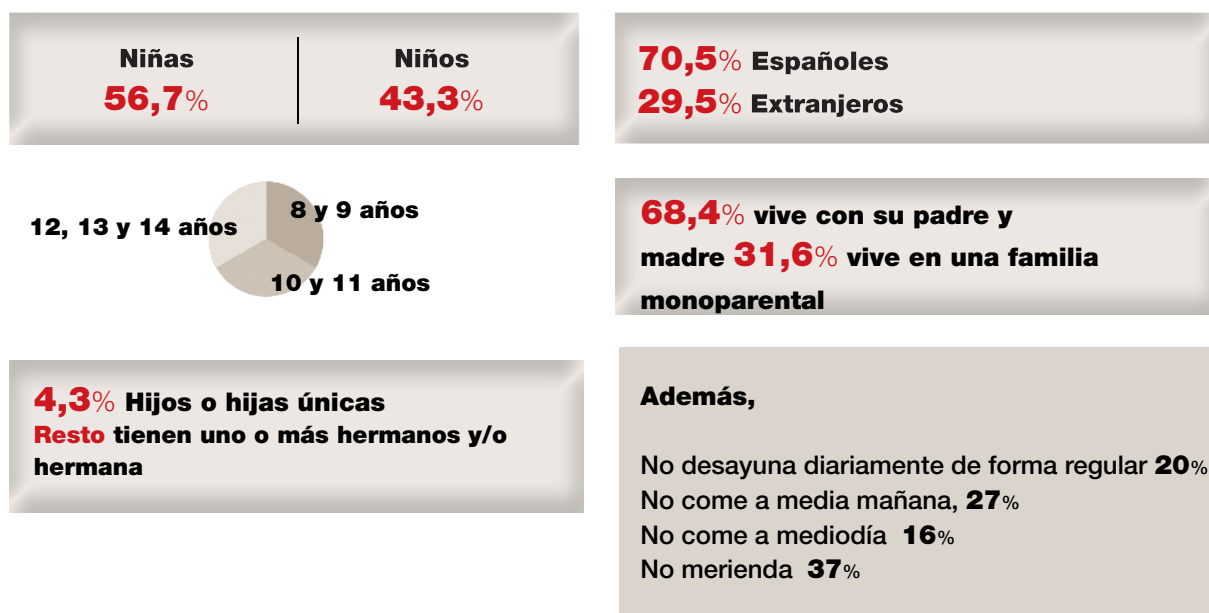 Niñas
56,7%
Niños
43,3%
70,5% Españoles
29,5% Extranjeros
12, 13 y 14 años
8 y 9 años
10 y 11 años
68,4% vive con su padre y
madre 31,6% vive en una familia
monoparental
4,3% Hijos o hijas únicas
Resto tienen uno o más hermanos y/o
hermana
Además,
No desayuna diariamente de forma regular 20%
No come a media mañana, 27%
No come a mediodía 16%
No merienda 37%